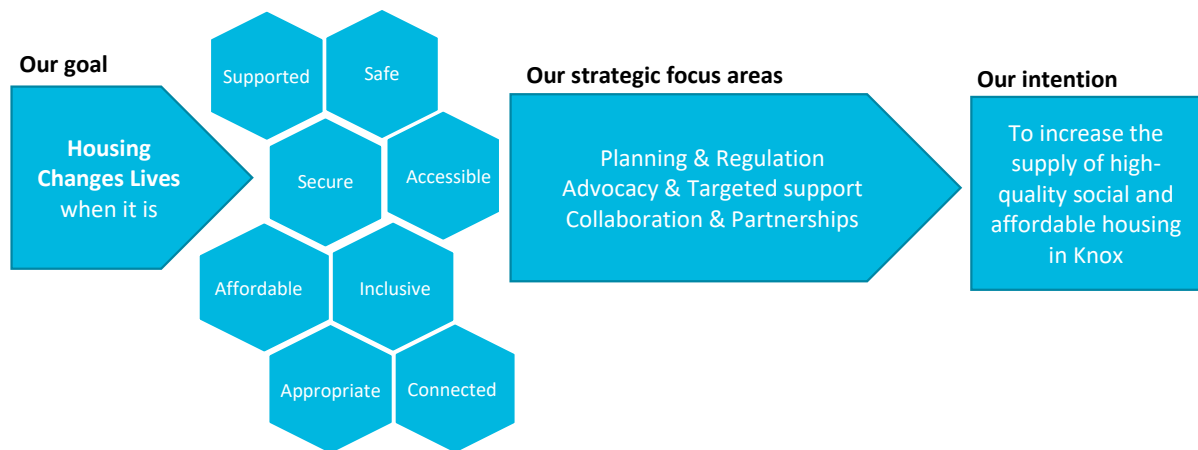 Our goal
Housing
Changes Lives
when it is
Supported
Safe
Secure
Accessible
Affordable
Inclusive
Appropriate
Connected
Our strategic focus areas
Planning & Regulation
Advocacy & Targeted support
Collaboration & Partnerships
Our intention
To increase the
supply of high-
quality social and
affordable housing
in Knox